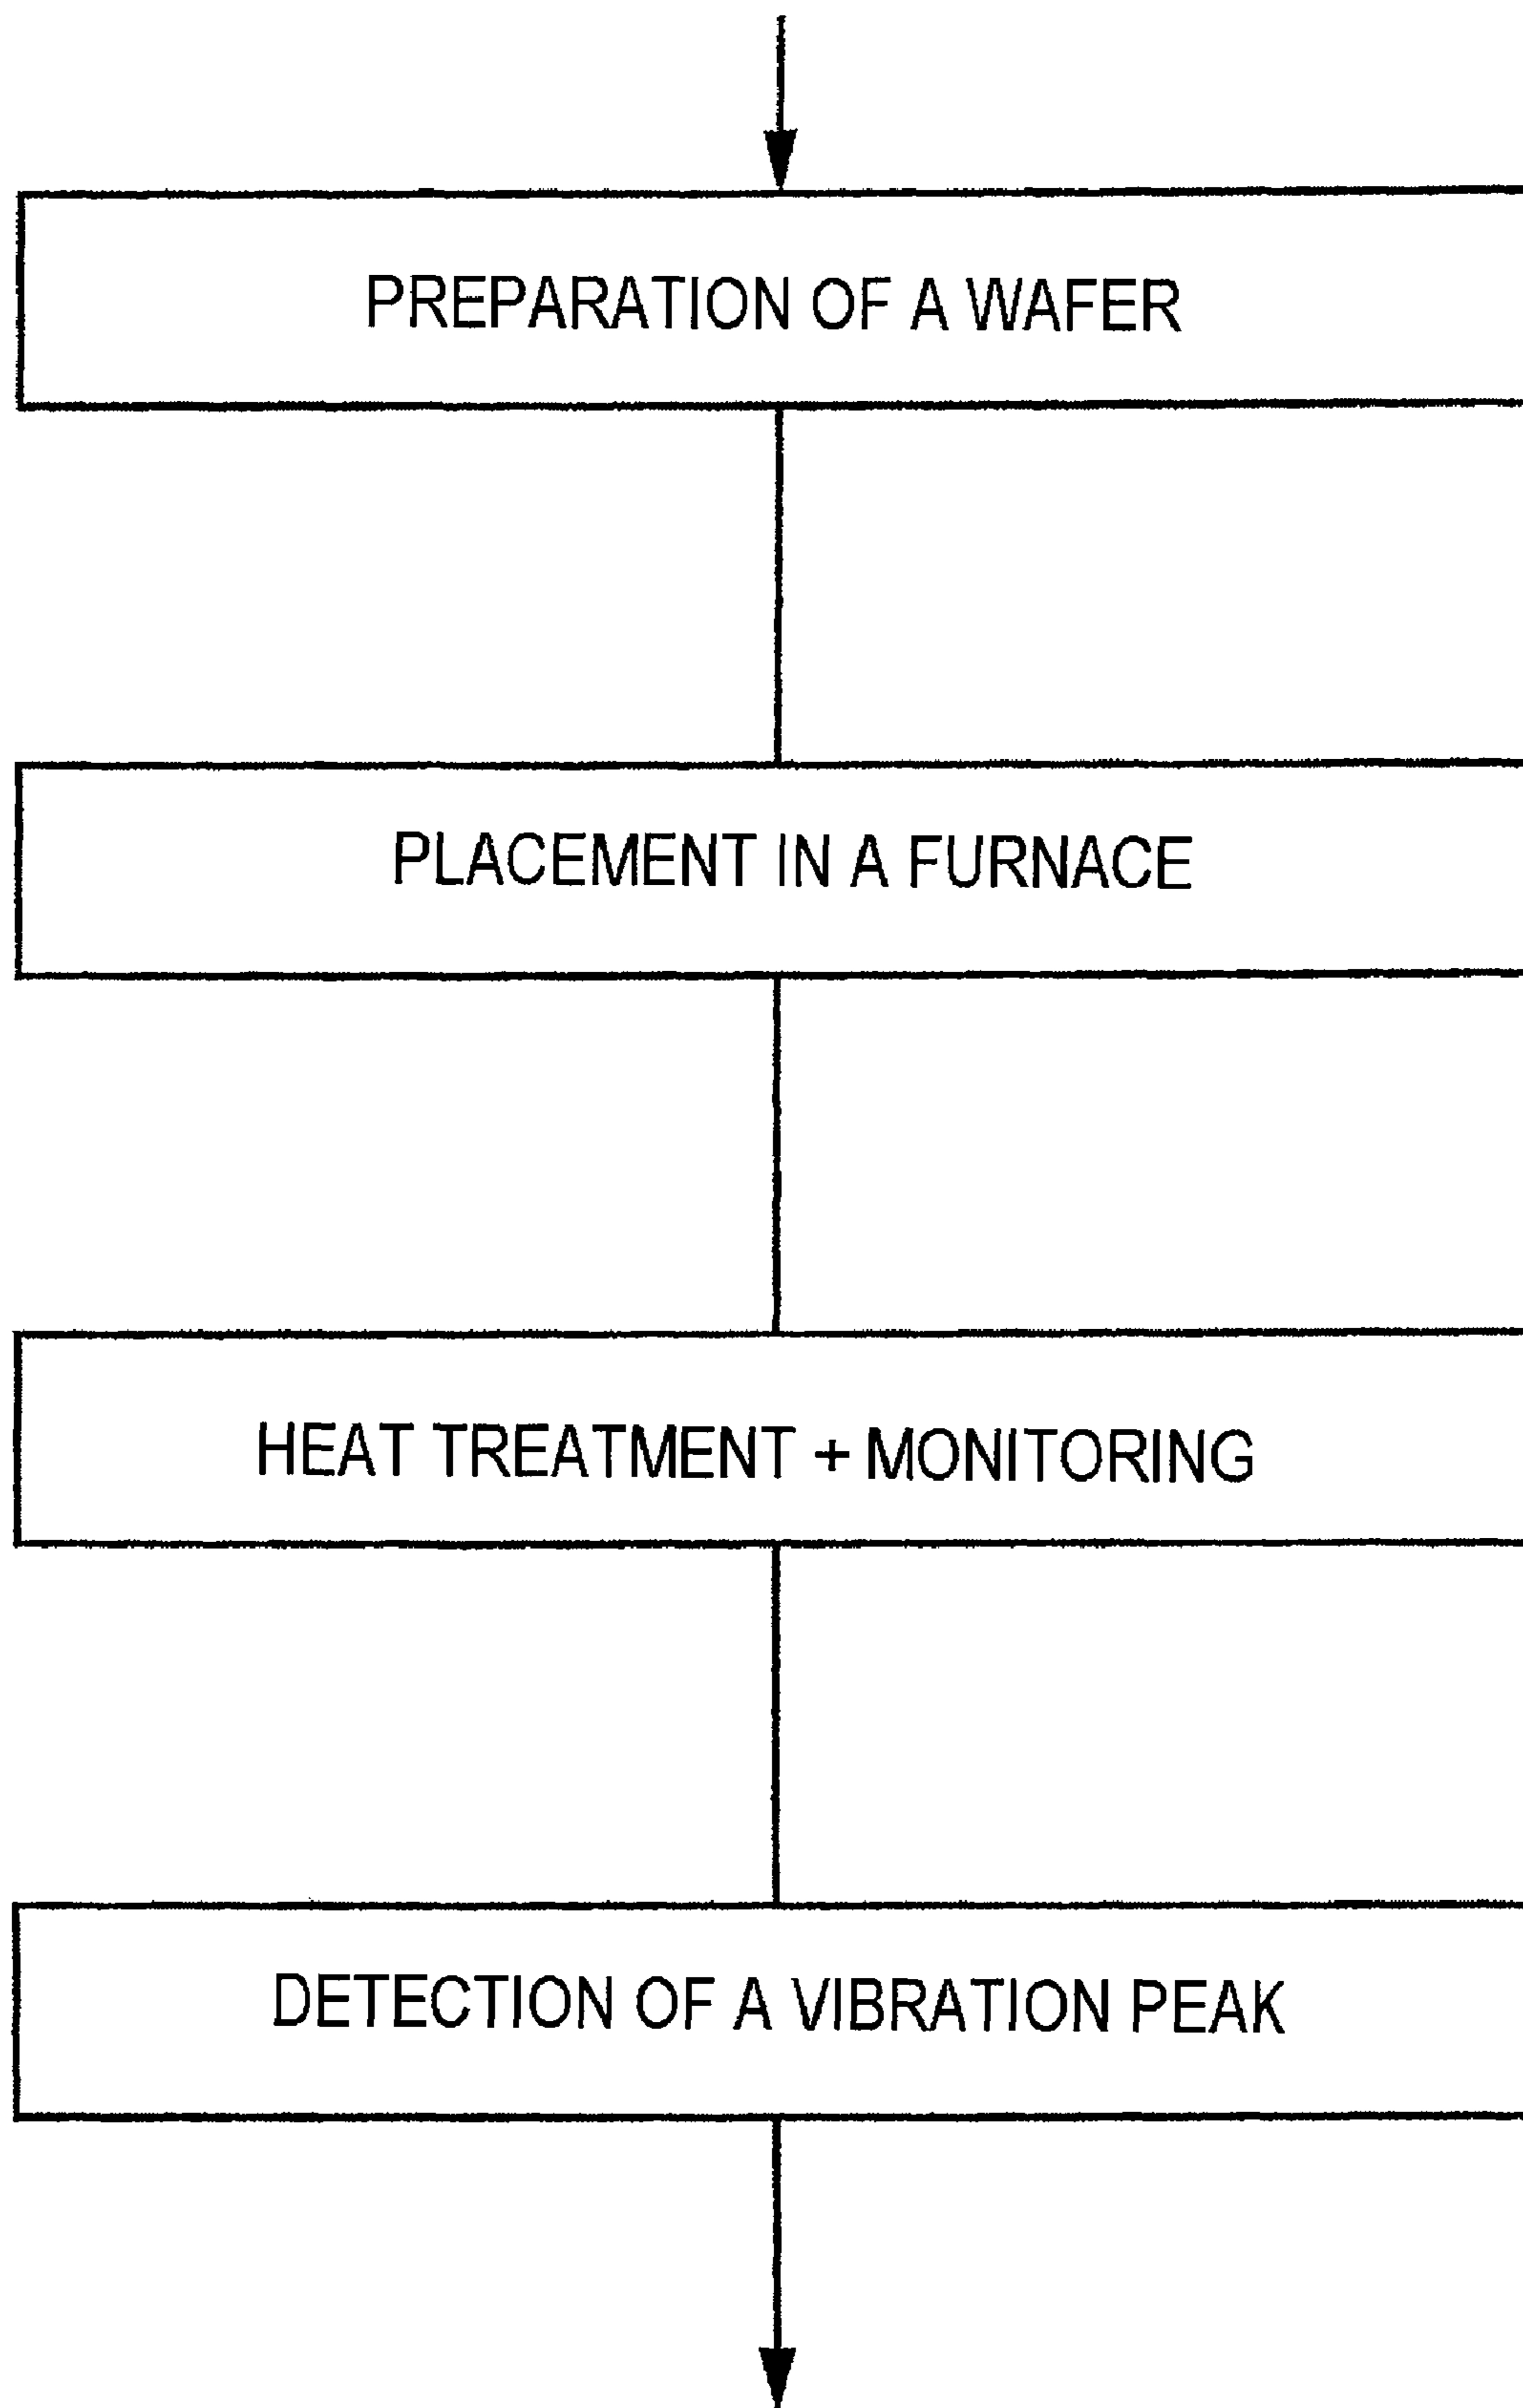 PREPARATION OF A WAFER
PLACEMENT IN A FURNACE
HEAT TREATMENT + MONITORING
DETECTION OF A VIBRATION PEAK